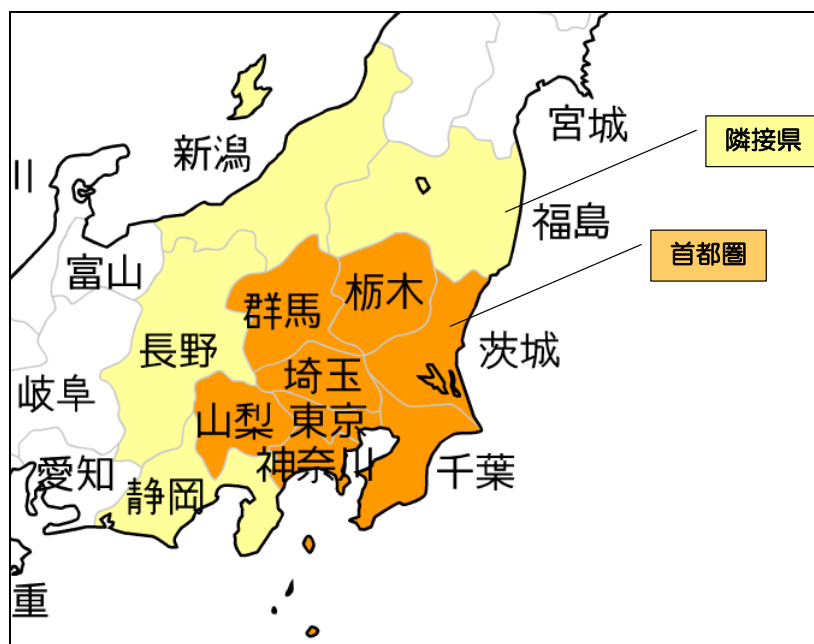 宮城
隣接県
新潟
川
福島
首都圏
富山
栃木
群馬
茨城
長野
埼玉
岐阜
山梨
東京
神奈川
千葉
愛知
静岡
重